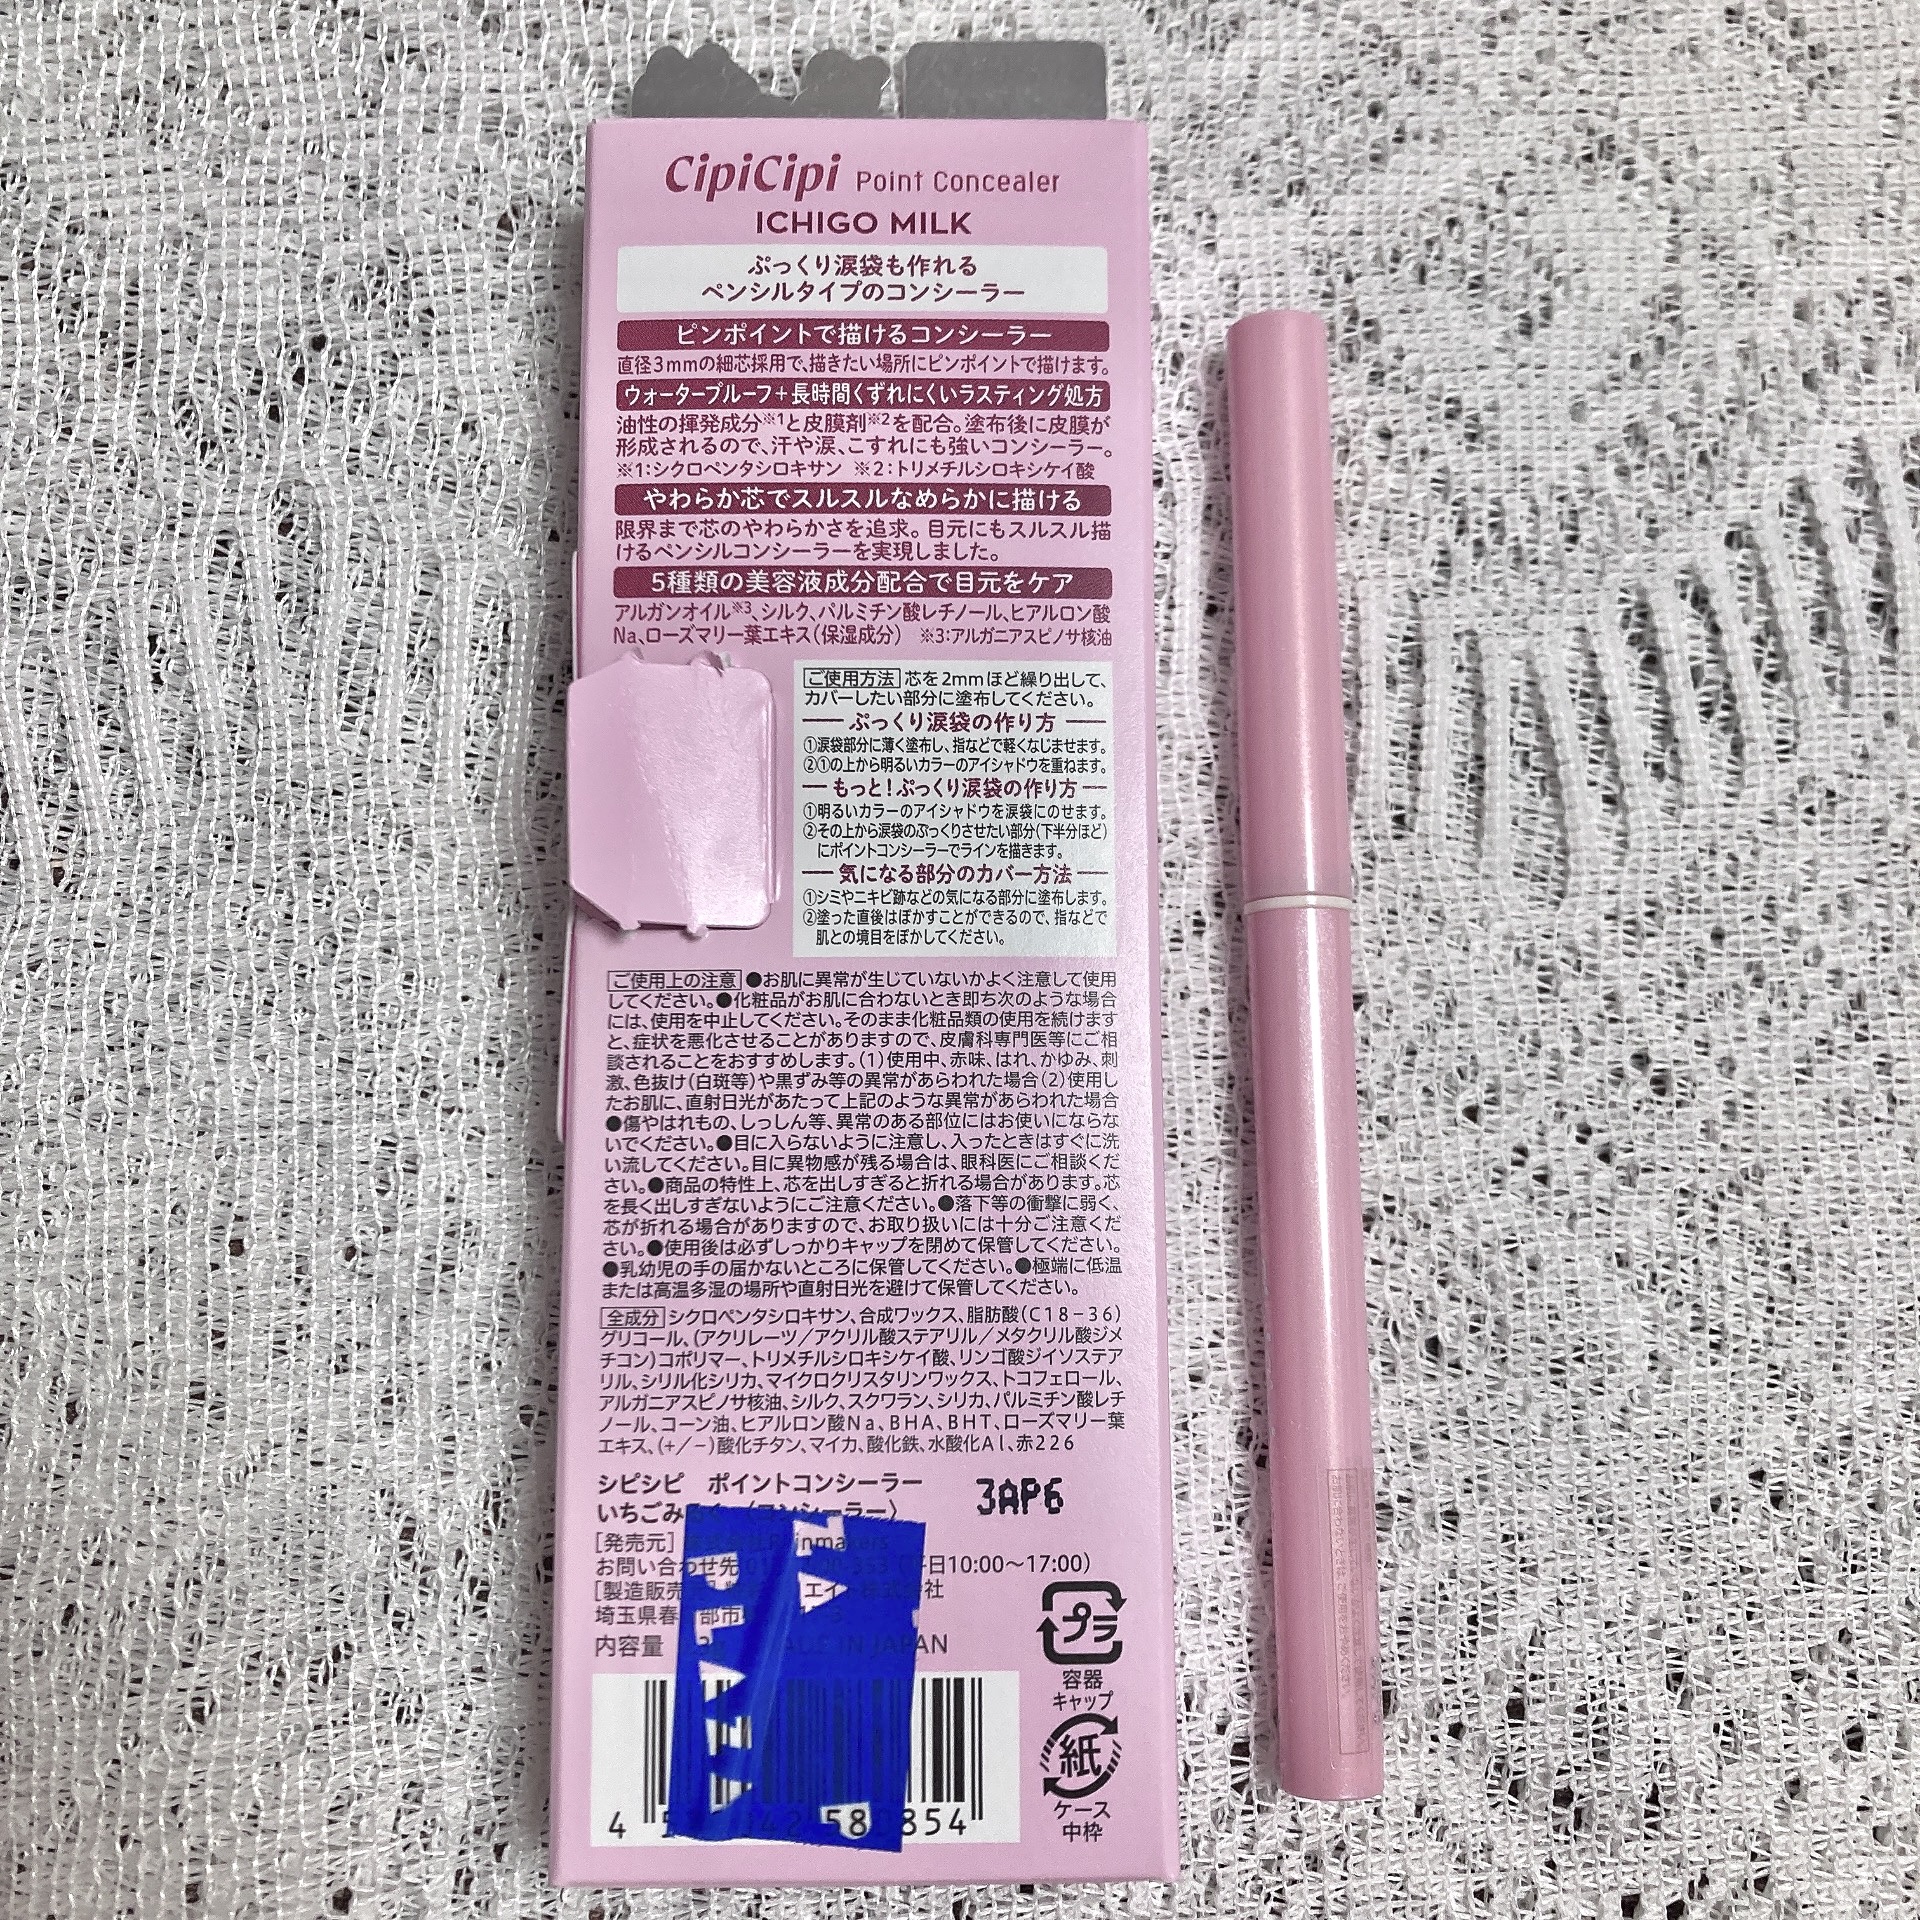 CipiCipi Point Concealer
ICHIGO MILK
ぷっくり涙袋も作れる
ペンシルタイプのコンシーラー
ピンポイントで描けるコンシーラー
直径3mmの細芯採用で、描きたい場所にピンポイントで描けます。
ウォータープルーフ+長時間くずれにくいラスティング処方
油性の揮発成分※1と皮膜剤※2を配合。塗布後に皮膜が
形成されるので、汗や涙、こすれにも強いコンシーラー。
※1:シクロペンタシロキサン ※2:トリメチルシロキシケイ酸
やわらか芯でスルスルなめらかに描ける
限界まで芯のやわらかさを追求。目元にもスルスル描
けるペンシルコンシーラーを実現しました。
5種類の美容液成分配合で目元をケア
アルガンオイル※3、シルク、パルミチン酸レチノール、ヒアルロン酸
Na、ローズマリー葉エキス(保湿成分) ※3:アルガニアスピノサ核油
ご使用方法 芯を2mmほど繰り出して、
カバーしたい部分に塗布してください。
ぷっくり涙袋の作り方
①涙袋部分に薄く塗布し、指などで軽くなじませます。
②①の上から明るいカラーのアイシャドウを重ねます。
もっと!ぷっくり涙袋の作り方
①明るいカラーのアイシャドウを涙袋にのせます。
②その上から涙袋のぷっくりさせたい部分(下半分ほど)
にポイントコンシーラーでラインを描きます。
気になる部分のカバー方法
①シミやニキビ跡などの気になる部分に塗布します。
②塗った直後はぼかすことができるので、指などで
肌との境目をぼかしてください。
ご使用上の注意 ●お肌に異常が生じていないかよく注意して使用
してください。●化粧品がお肌に合わないとき即ち次のような場合
には、使用を中止してください。そのまま化粧品類の使用を続けます
と、症状を悪化させることがありますので、皮膚科専門医等にご相
談されることをおすすめします。(1)使用中、赤味、はれ、かゆみ、刺
激、色抜け(白斑等)や黒ずみ等の異常があらわれた場合(2)使用し
たお肌に、直射日光があたって上記のような異常があらわれた場合
●傷やはれもの、しっしん等、異常のある部位にはお使いにならな
いでください。●目に入らないように注意し、入ったときはすぐに洗
い流してください。目に異物感が残る場合は、眼科医にご相談くだ
さい。●商品の特性上、芯を出しすぎると折れる場合があります。芯
を長く出しすぎないようにご注意ください。●落下等の衝撃に弱く、
芯が折れる場合がありますので、お取り扱いには十分ご注意くだ
さい。●使用後は必ずしっかりキャップを閉めて保管してください。
●乳幼児の手の届かないところに保管してください。●極端に低温
または高温多湿の場所や直射日光を避けて保管してください。
全成分 シクロペンタシロキサン、合成ワックス、脂肪酸(C18-36)
グリコール、(アクリレーツ/アクリル酸ステアリル/メタクリル酸ジメ
チコン)コポリマー、トリメチルシロキシケイ酸、リンゴ酸ジイソステア
リル、シリル化シリカ、マイクロクリスタリンワックス、トコフェロール、
アルガニアスピノサ核油、シルク、スクワラン、シリカ、パルミチン酸レチ
ノール、コーン油、ヒアルロン酸Na、BHA、BHT、ローズマリー葉
エキス、(+/-)酸化チタン、マイカ、酸化鉄、水酸化Al、赤226
シピシピ ポイントコンシーラー
3AP6
いちごみ (コンシーラー)
[発売元] inmakers
お問い合わせ先 353 (平日10:00~17:00)
[製造販売 社
埼玉県春 部市
内容量 MADE IN JAPAN
PLAZA
プラ
容器
キャップ
紙
ケース
中枠
4 58 854